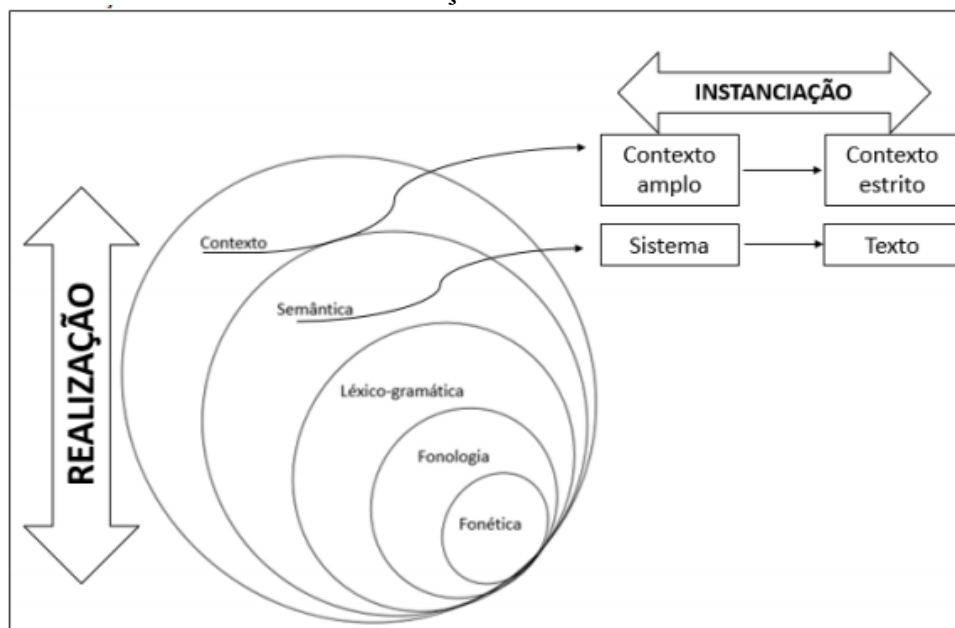 INSTANCIAÇÃO
Contexto
amplo
Contexto
estrito
Sistema
Texto
REALIZAÇÃO
Contexto
Semântica
Léxico-gramática
Fonologia
Fonética